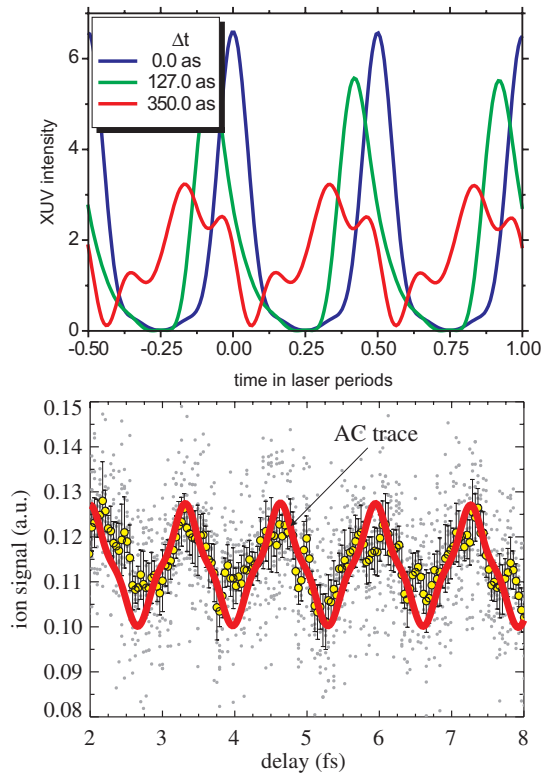 Δt
0.0 as
127.0 as
350.0 as
XUV intensity
6
4
2
0
-0.50 -0.25 0.00 0.25 0.50 0.75 1.00
time in laser periods
0.15
0.14
0.13
0.12
0.11
0.10
0.09
0.08
AC trace
ion signal (a.u.)
2 3 4 5 6 7 8
delay (fs)